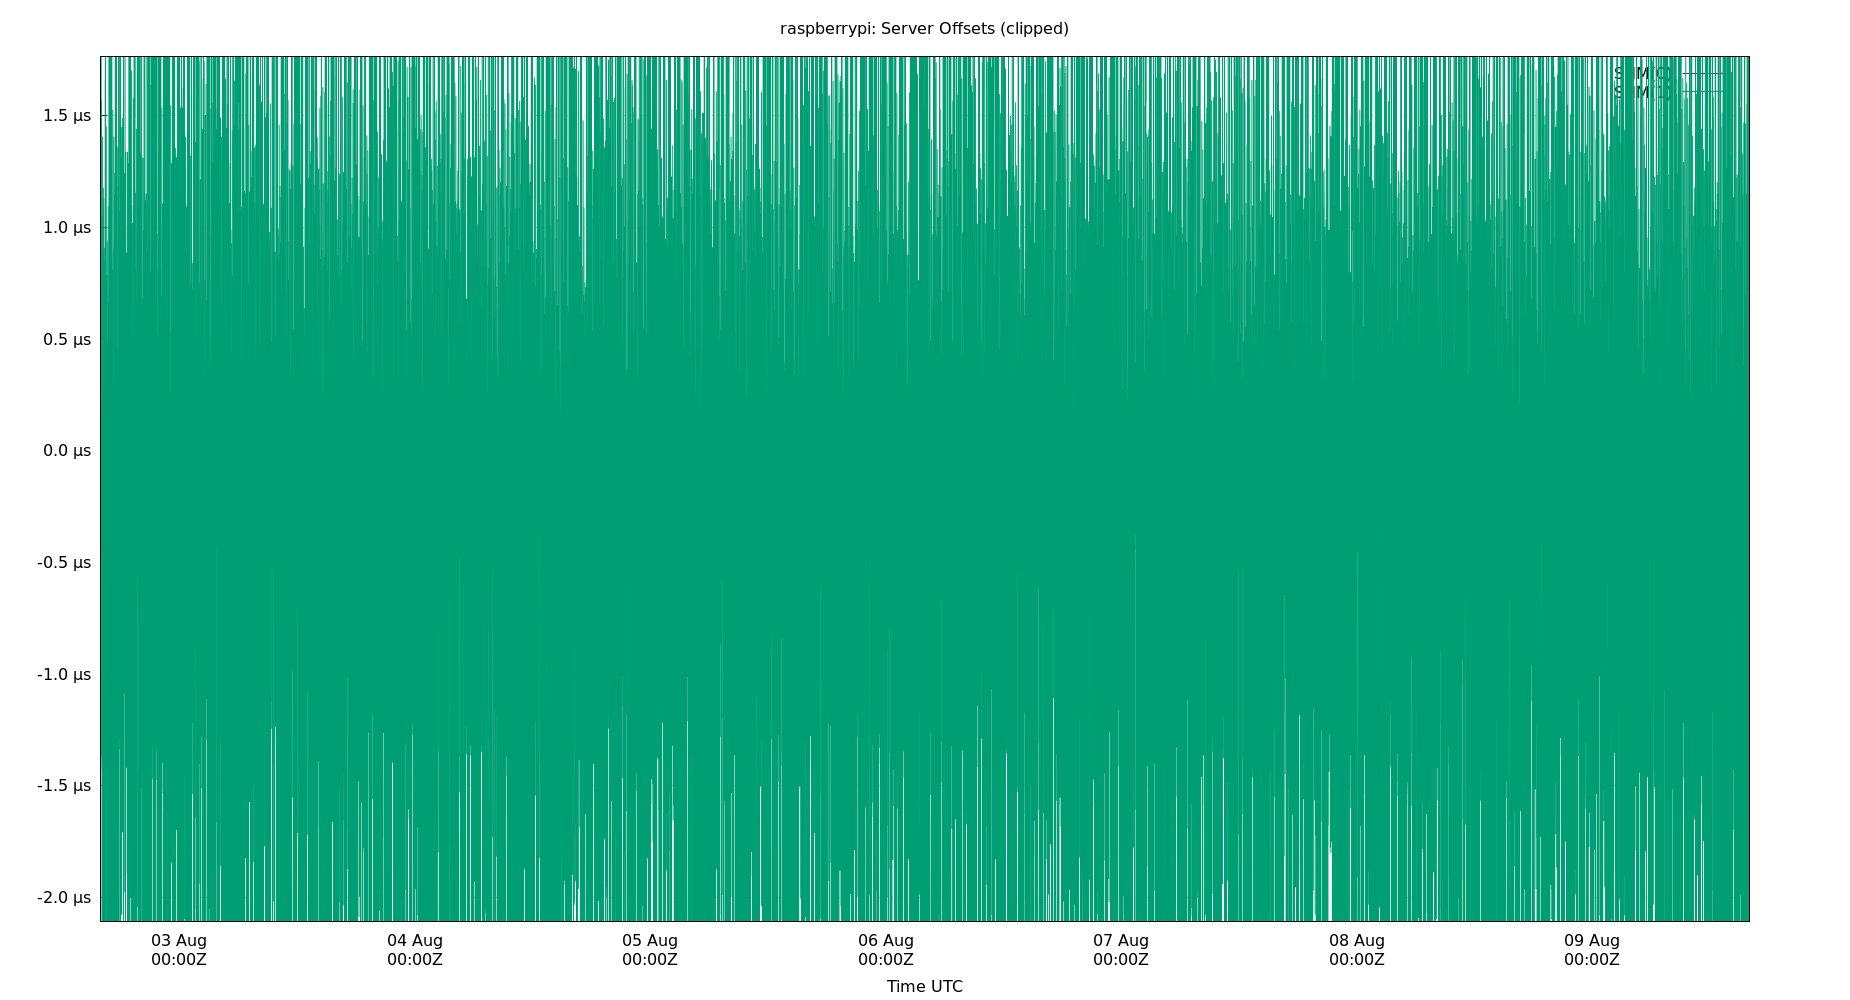 raspberrypi: Server Offsets (clipped)
1.5 µs
1.0 µs
0.5 µs
0.0 µs
-0.5 µs
-1.0 µs
-1.5 µs
-2.0 µs
03 Aug 04 Aug 05 Aug 06 Aug 07 Aug 08 Aug 09 Aug
00:00Z 00:00Z 00:00Z 00:00Z 00:00Z 00:00Z 00:00Z
Time UTC